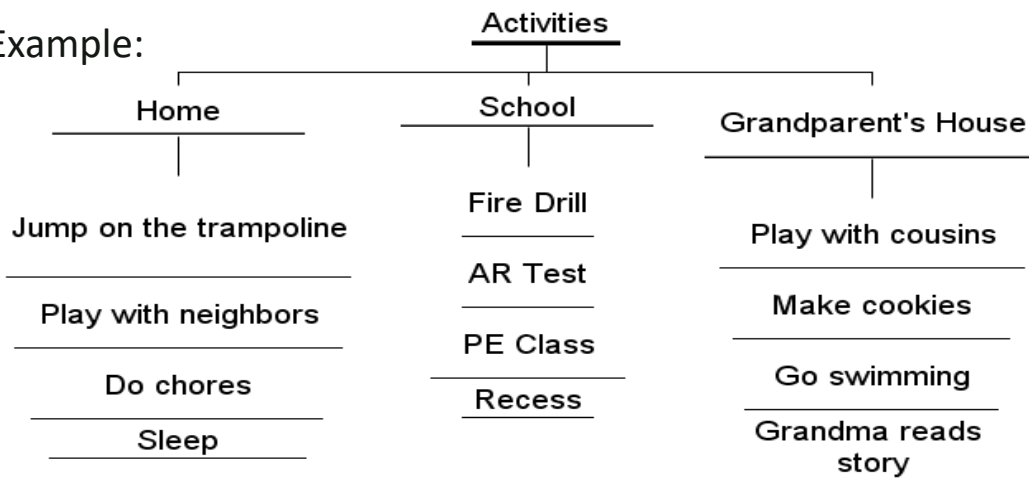 Example:
Activities
Home
Jump on the trampoline
Play with neighbors
Do chores
Sleep
School
Fire Drill
AR Test
PE Class
Recess
Grandparent's House
Play with cousins
Make cookies
Go swimming
Grandma reads
story